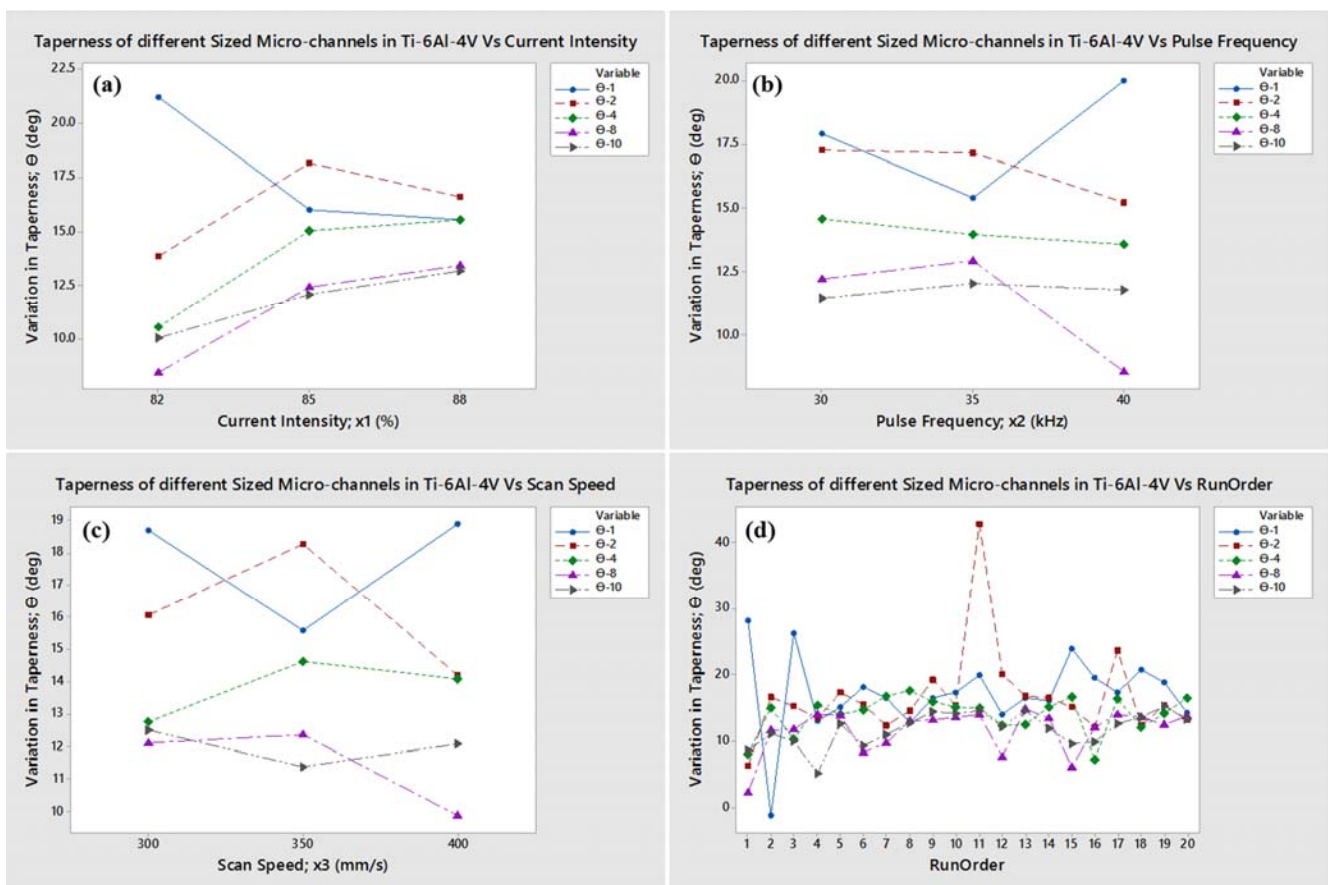 Taperness of different Sized Micro-channels in Ti-6Al-4V Vs Current Intensity
(a)
Variation in Taperness; Θ (deg)
22.5
20.0
17.5
15.0
12.5
10.0
82
85
88
Current Intensity; x1 (%)
Variable
Θ-1
Θ-2
Θ-4
Θ-8
Θ-10
Taperness of different Sized Micro-channels in Ti-6Al-4V Vs Pulse Frequency
(b)
Variation in Taperness; Θ (deg)
20.0
17.5
15.0
12.5
10.0
30
35
40
Pulse Frequency; x2 (kHz)
Variable
Θ-1
Θ-2
Θ-4
Θ-8
Θ-10
Taperness of different Sized Micro-channels in Ti-6Al-4V Vs Scan Speed
(c)
Variation in Taperness; Θ (deg)
19
18
17
16
15
14
13
12
11
10
300
350
400
Scan Speed; x3 (mm/s)
Variable
Θ-1
Θ-2
Θ-4
Θ-8
Θ-10
Taperness of different Sized Micro-channels in Ti-6Al-4V Vs RunOrder
(d)
Variation in Taperness; Θ (deg)
40
30
20
10
0
1 2 3 4 5 6 7 8 9 10 11 12 13 14 15 16 17 18 19 20
RunOrder
Variable
Θ-1
Θ-2
Θ-4
Θ-8
Θ-10